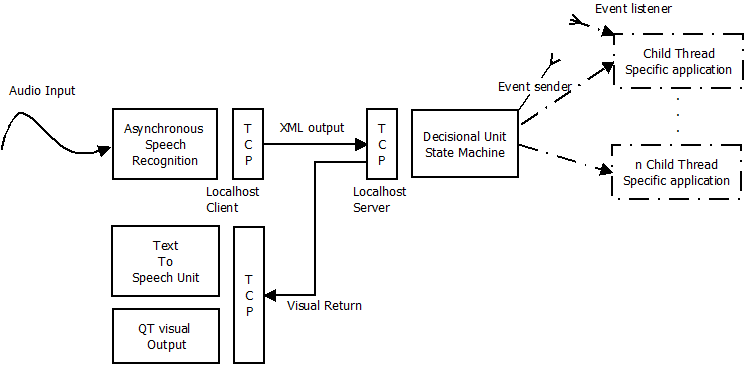 Event listener
Child Thread
Specific application
Event sender
Audio Input
Asynchronous
Speech
Recognition
T
C
P
XML output
T
C
P
Decisional Unit
State Machine
n Child Thread
Specific application
Localhost
Client
Localhost
Server
Text
To
Speech Unit
T
C
P
Visual Return
QT visual
Output